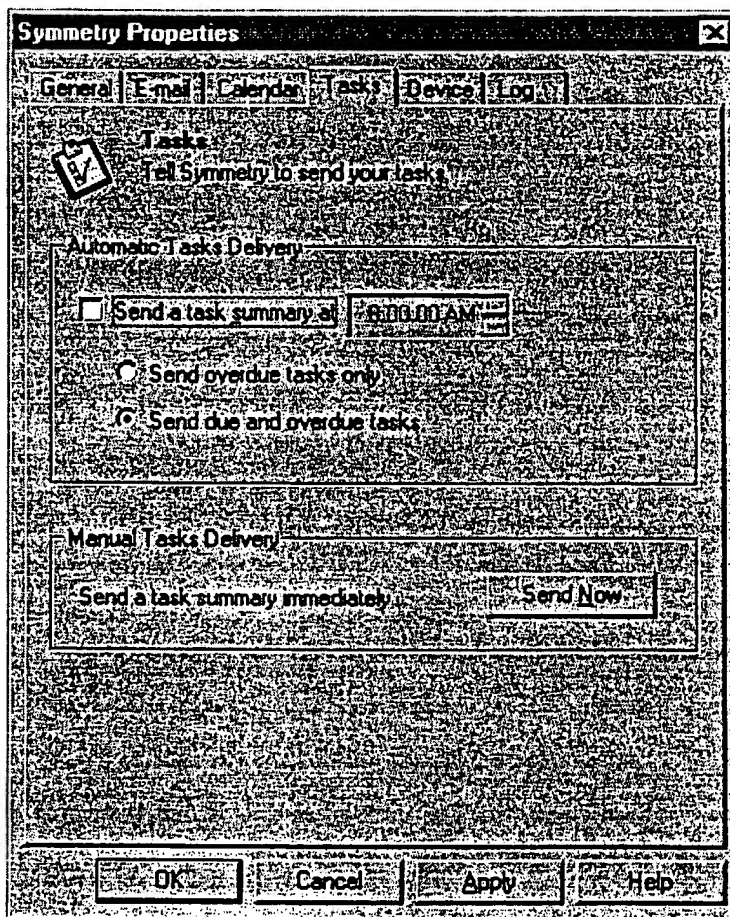 Symmetry Properties
General E-mail Calendar Tasks Device Log
Tasks
Tell Symmetry to send your tasks.
Automatic Tasks Delivery
Send a task summary at 8:00:00 AM
Send overdue tasks only
Send due and overdue tasks
Manual Tasks Delivery
Send a task summary immediately. Send Now
OK Cancel Apply Help